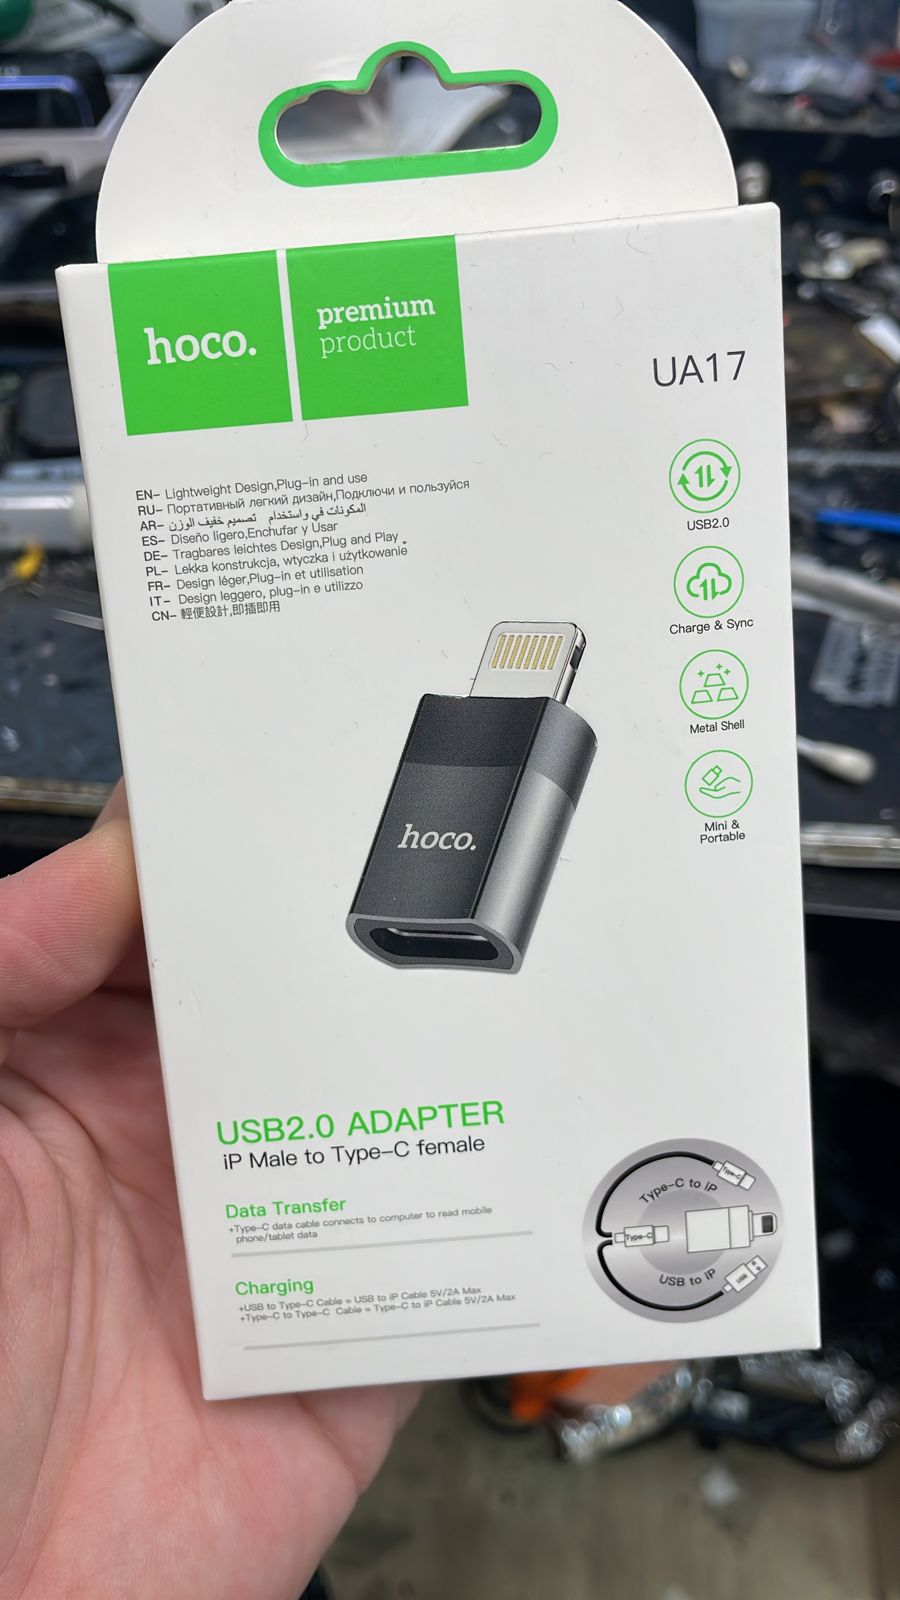 hoco.
premium
product
UA17
EN- Lightweight Design,Plug-in and use
RU- Портативный легкий дизайн,Подключи и пользуйся
AR- المكونات في واستخدام تصميم خفيف الوزن
ES- Diseño ligero,Enchufar y Usar
DE- Tragbares leichtes Design,Plug and Play 。
PL- Lekka konstrukcja, wtyczka i użytkowanie
FR- Design léger,Plug-in et utilisation
IT- Design leggero, plug-in e utilizzo
CN- 輕便設計,即插即用
USB2.0
Charge & Sync
Metal Shell
Mini &
Portable
hoco.
USB2.0 ADAPTER
iP Male to Type-C female
Data Transfer
+Type-C data cable connects to computer to read mobile
phone/tablet data
Charging
+USB to Type-C Cable = USB to iP Cable 5V/2A Max
+Type-C to Type-C Cable = Type-C to iP Cable 5V/2A Max
Type-C
Type-C to iP
Type-C
USB to iP
USB